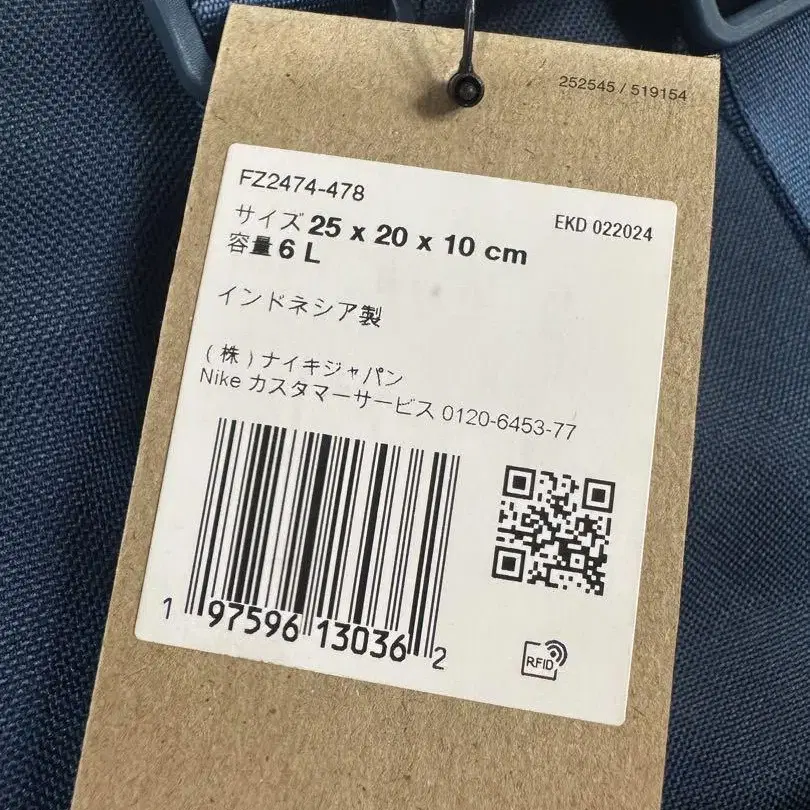 252545 / 519154
FZ2474-478
EKD 022024
サイズ 25 x 20 x 10 cm
容量 6 L
インドネシア製
(株)ナイキジャパン
Nike カスタマーサービス 0120-6453-77
1 97596 13036 2
RFID